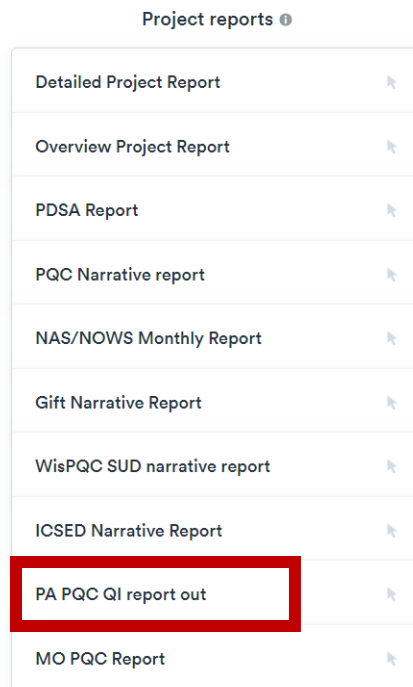 Project reports
Detailed Project Report
Overview Project Report
PDSA Report
PQC Narrative report
NAS/NOWS Monthly Report
Gift Narrative Report
WisPQC SUD narrative report
ICSED Narrative Report
PA PQC QI report out
MO PQC Report